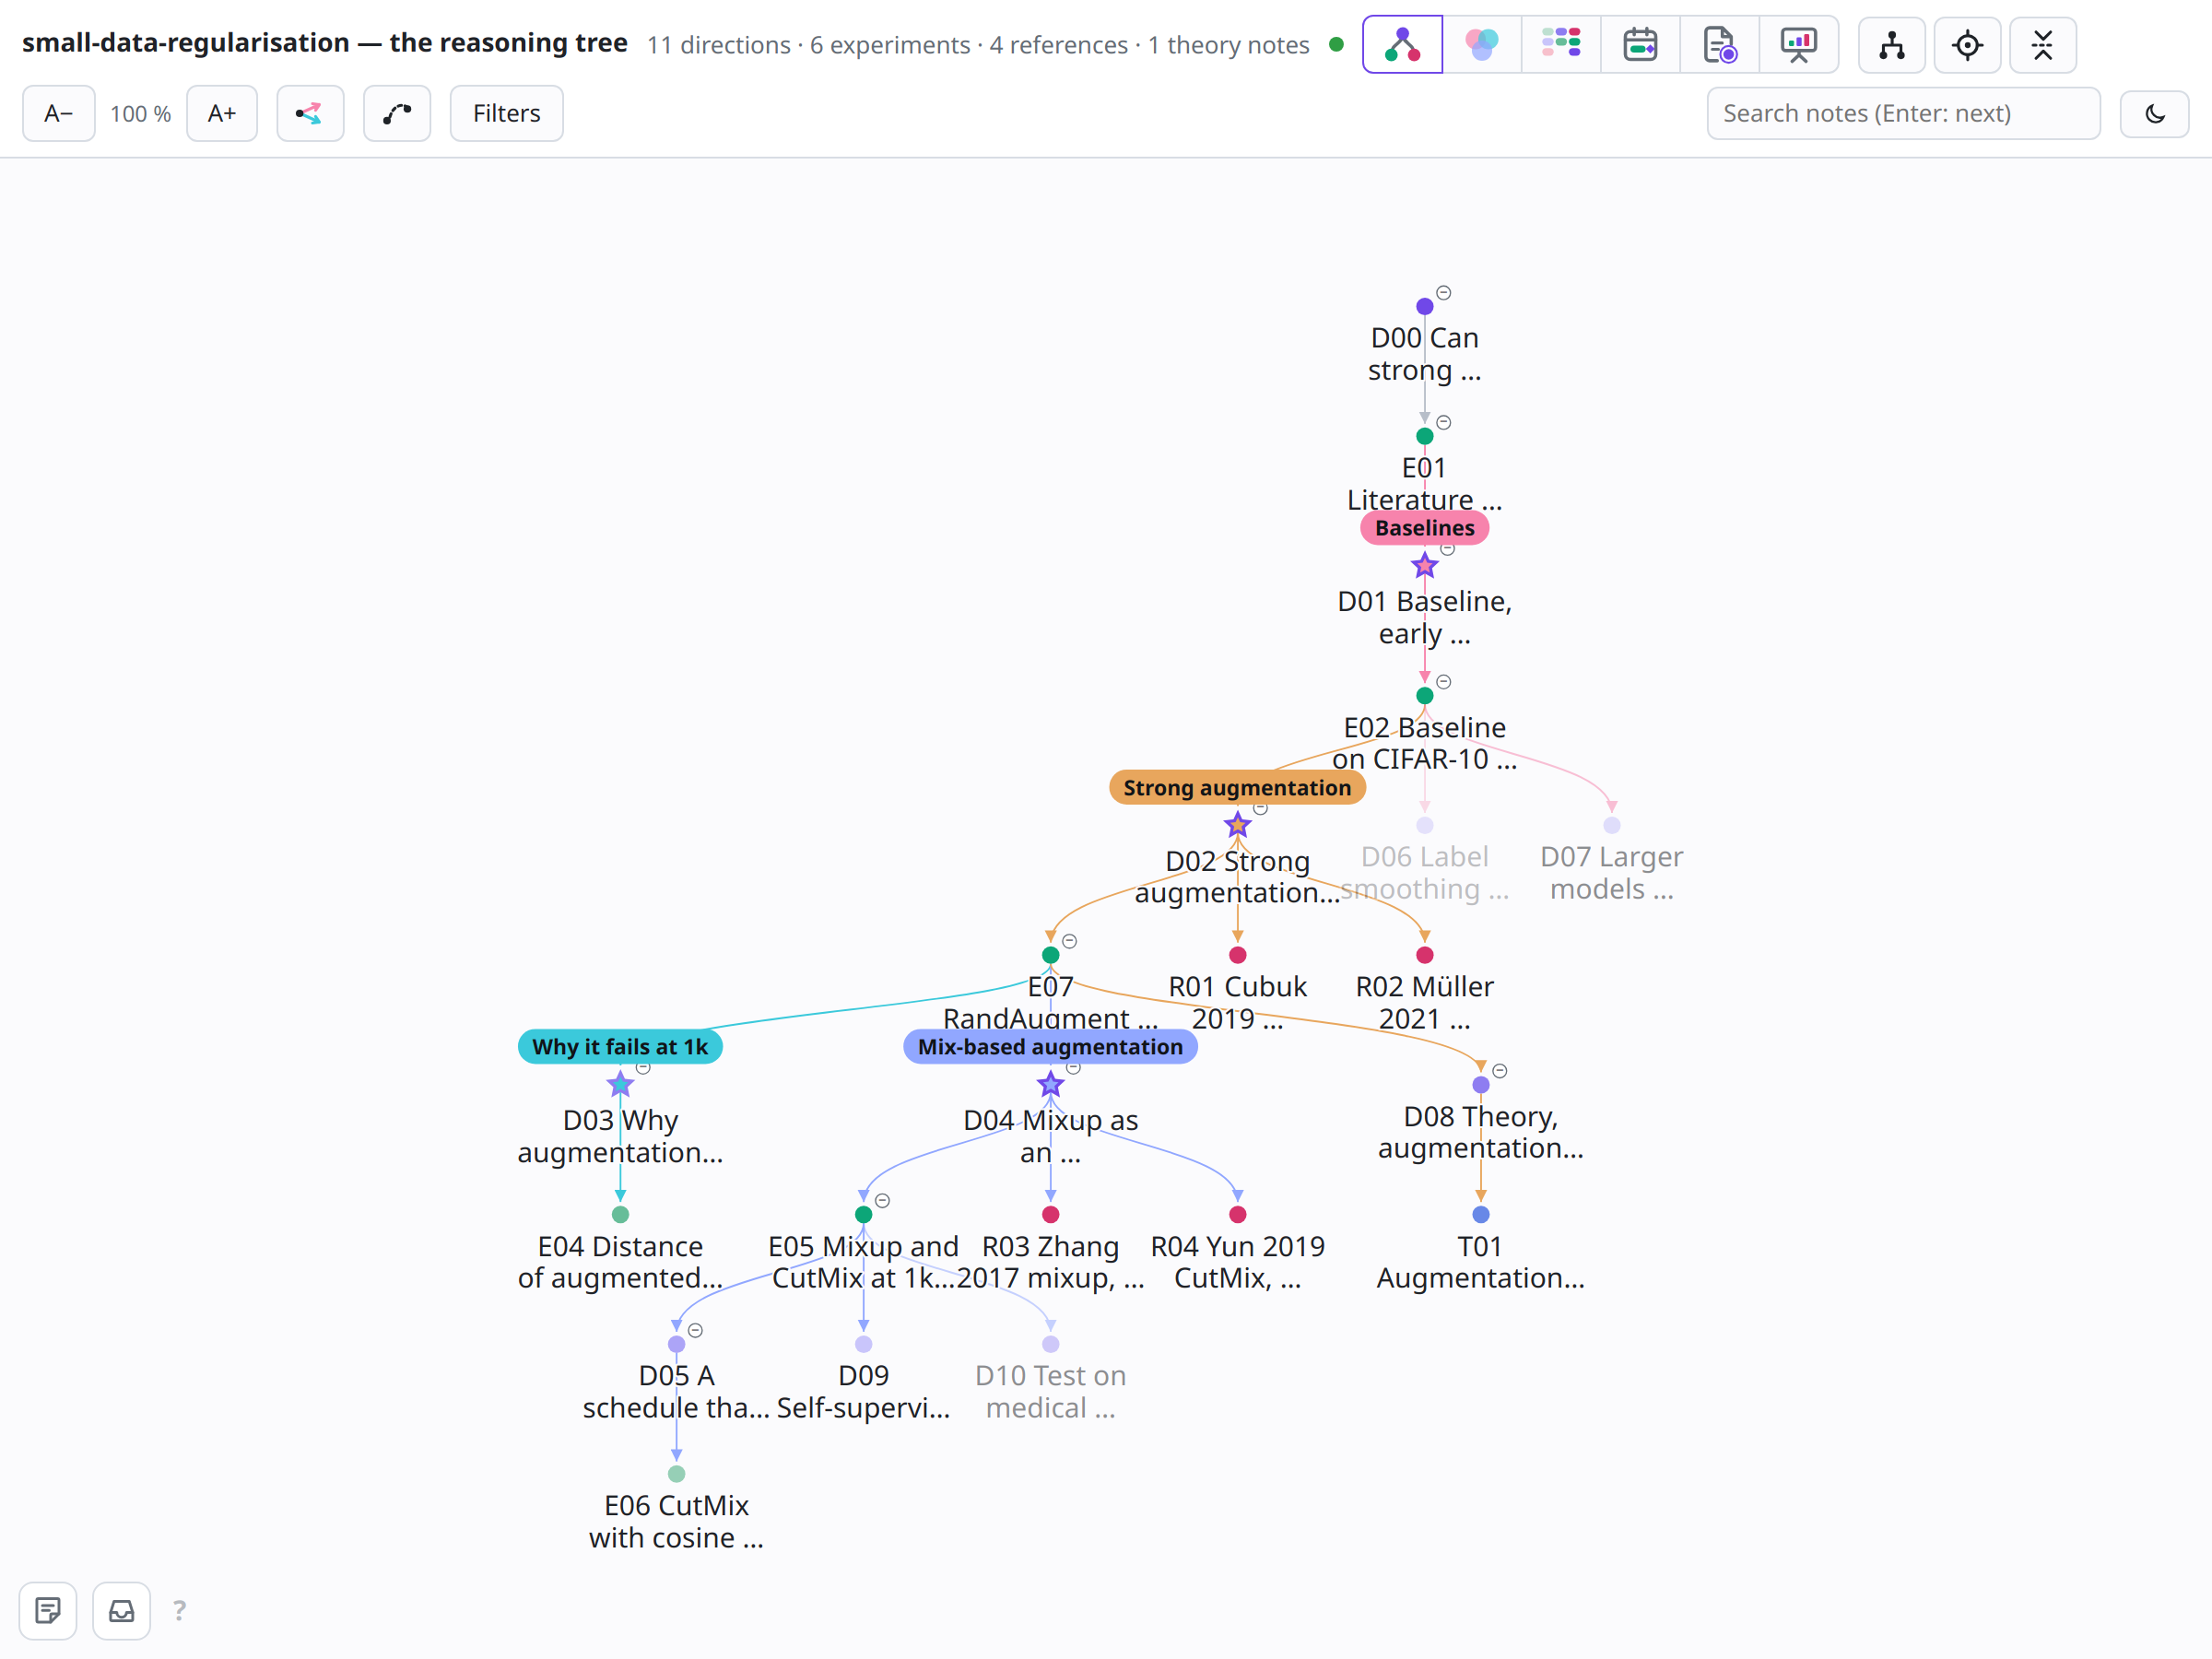 small-data-regularisation — the reasoning tree
11 directions · 6 experiments · 4 references · 1 theory notes
A−
100 %
A+
Filters
Search notes (Enter: next)
D00 Can
strong ...
E01
Literature ...
Baselines
D01 Baseline,
early ...
E02 Baseline
on CIFAR-10 ...
Strong augmentation
D02 Strong
augmentation...
D06 Label
smoothing ...
D07 Larger
models ...
E07
RandAugment ...
R01 Cubuk
2019 ...
R02 Müller
2021 ...
Why it fails at 1k
Mix-based augmentation
D03 Why
augmentation...
D04 Mixup as
an ...
D08 Theory,
augmentation...
E04 Distance
of augmented...
E05 Mixup and
CutMix at 1k...
R03 Zhang
2017 mixup, ...
R04 Yun 2019
CutMix, ...
T01
Augmentation...
D05 A
schedule tha...
D09
Self-supervi...
D10 Test on
medical ...
E06 CutMix
with cosine ...
?